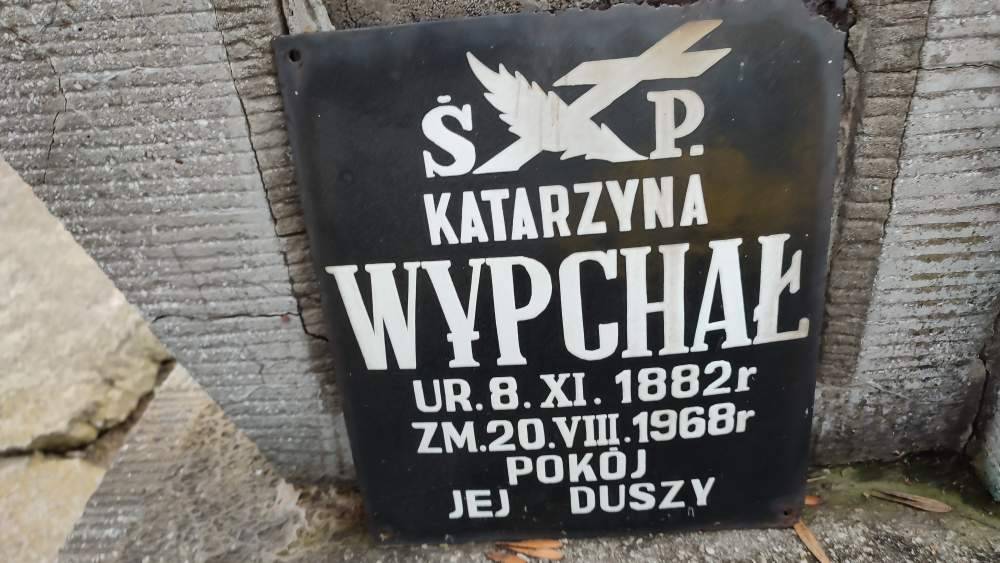 Ś P.
KATARZYNA
WYPCHAŁ
UR. 8. XI. 1882r
ZM. 20. VIII. 1968r
POKÓJ
JEJ DUSZY